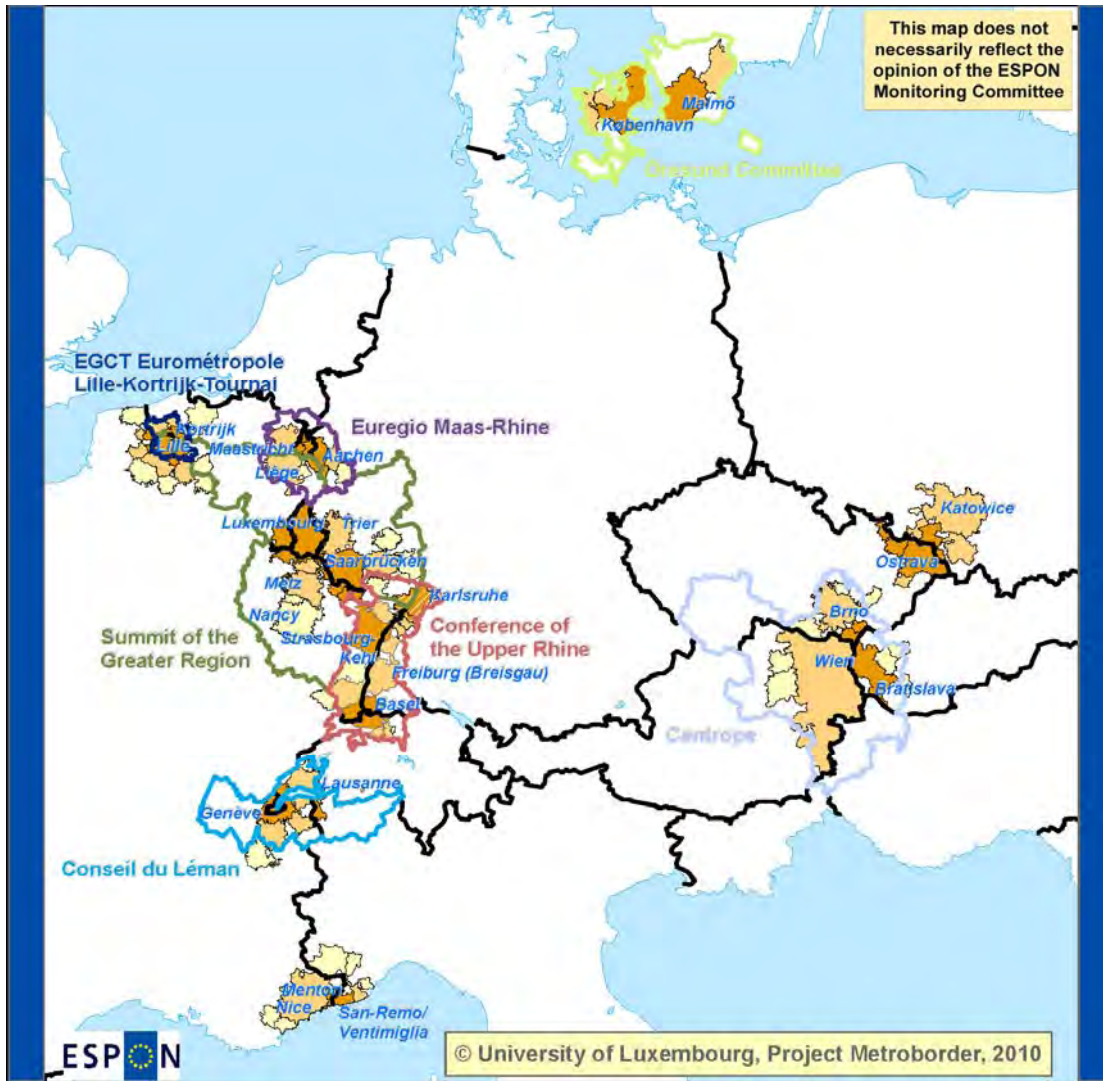 This map does not
necessarily reflect the
opinion of the ESPON
Monitoring Committee
Malmö
København
Öresund Committee
EGCT Eurométropole
Lille-Kortrijk-Tournai
Kortrijk
Lille
Euregio Maas-Rhine
Maastricht
Aachen
Liège
Luxembourg
Trier
Katowice
Saarbrücken
Ostrava
Metz
Karlsruhe
Nancy
Brno
Summit of the
Greater Region
Strasbourg-
Kehl
Conference of
the Upper Rhine
Wien
Freiburg (Breisgau)
Bratislava
Basel
Centrope
Lausanne
Genève
Conseil du Léman
Menton
Nice
San-Remo/
Ventimiglia
ESPON
© University of Luxembourg, Project Metroborder, 2010